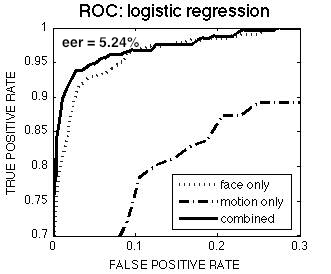 ROC: logistic regression
1
eer = 5.24%
0.95
0.9
0.85
0.8
0.75
0.7
TRUE POSITIVE RATE
face only
motion only
combined
0
0.1
0.2
0.3
FALSE POSITIVE RATE